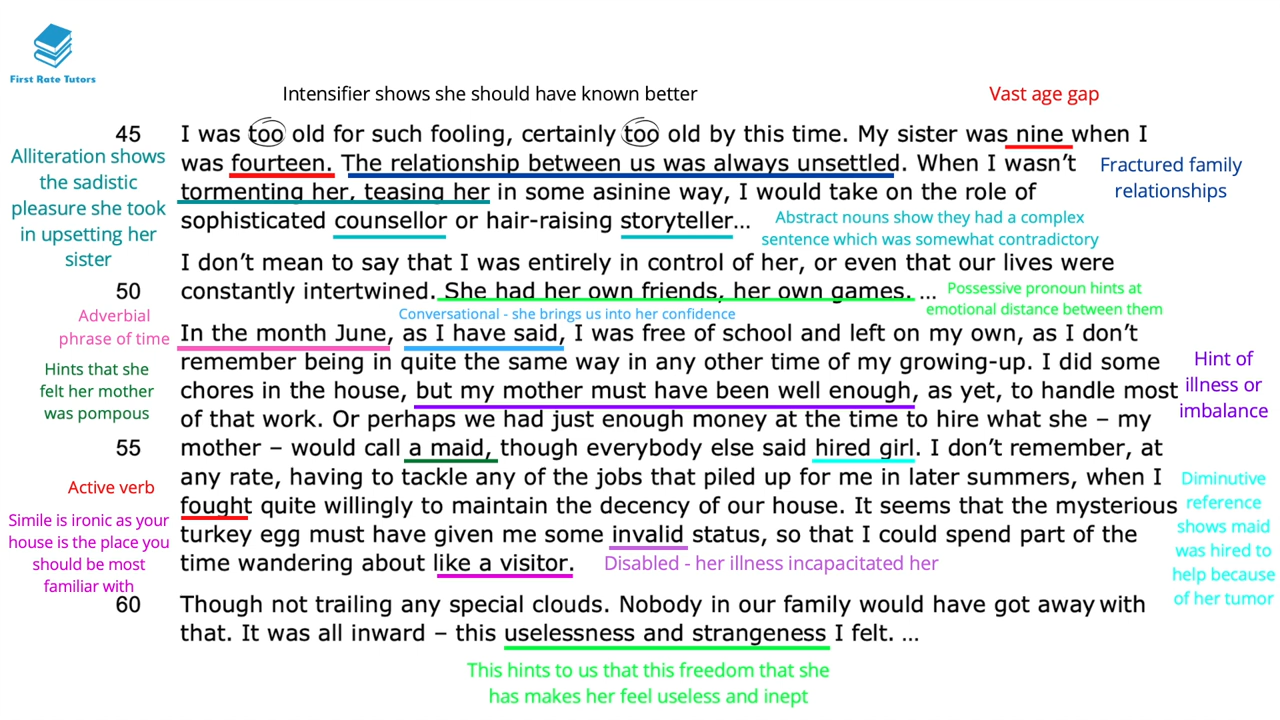 First Rate Tutors
Intensifier shows she should have known better
Vast age gap
45
I was too old for such fooling, certainly too old by this time. My sister was nine when I
was fourteen. The relationship between us was always unsettled. When I wasn't
tormenting her, teasing her in some asinine way, I would take on the role of
sophisticated counsellor or hair-raising storyteller...
Alliteration shows
the sadistic
pleasure she took
in upsetting her
sister
Fractured family
relationships
Abstract nouns show they had a complex
sentence which was somewhat contradictory
I don't mean to say that I was entirely in control of her, or even that our lives were
50
constantly intertwined. She had her own friends, her own games. ...
Possessive pronoun hints at
emotional distance between them
Adverbial
phrase of time
Conversational - she brings us into her confidence
In the month June, as I have said, I was free of school and left on my own, as I don't
remember being in quite the same way in any other time of my growing-up. I did some
chores in the house, but my mother must have been well enough, as yet, to handle most
of that work. Or perhaps we had just enough money at the time to hire what she – my
55
mother – would call a maid, though everybody else said hired girl. I don't remember, at
any rate, having to tackle any of the jobs that piled up for me in later summers, when I
fought quite willingly to maintain the decency of our house. It seems that the mysterious
turkey egg must have given me some invalid status, so that I could spend part of the
time wandering about like a visitor.
Hints that she
felt her mother
was pompous
Hint of
illness or
imbalance
Active verb
Simile is ironic as your
house is the place you
should be most
familiar with
Disabled - her illness incapacitated her
Diminutive
reference
shows maid
was hired to
help because
of her tumor
60
Though not trailing any special clouds. Nobody in our family would have got away with
that. It was all inward – this uselessness and strangeness I felt. ...
This hints to us that this freedom that she
has makes her feel useless and inept